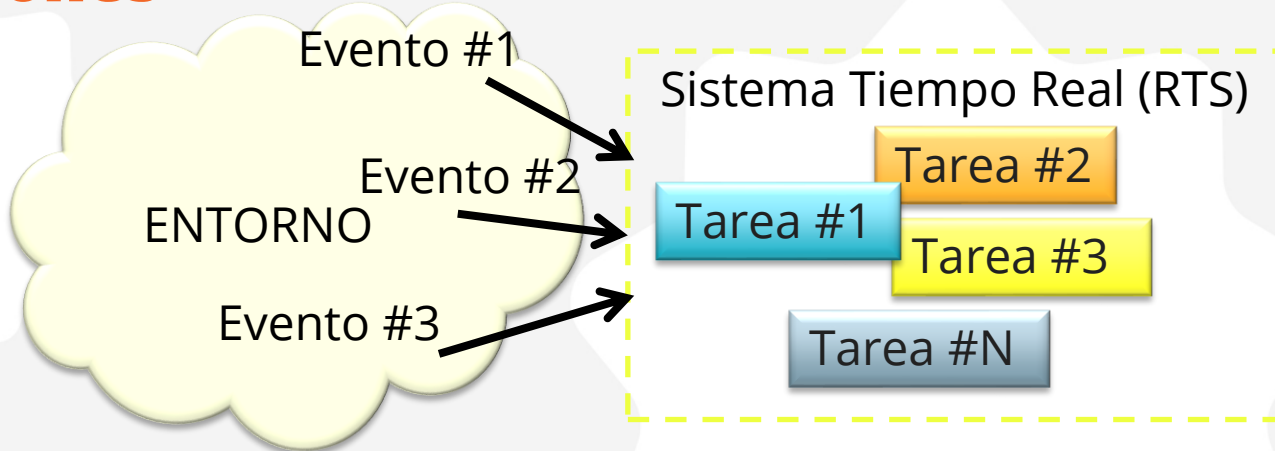 Evento #1
Sistema Tiempo Real (RTS)
Tarea #2
Evento #2
Tarea #1
ENTORNO
Tarea #3
Evento #3
Tarea #N